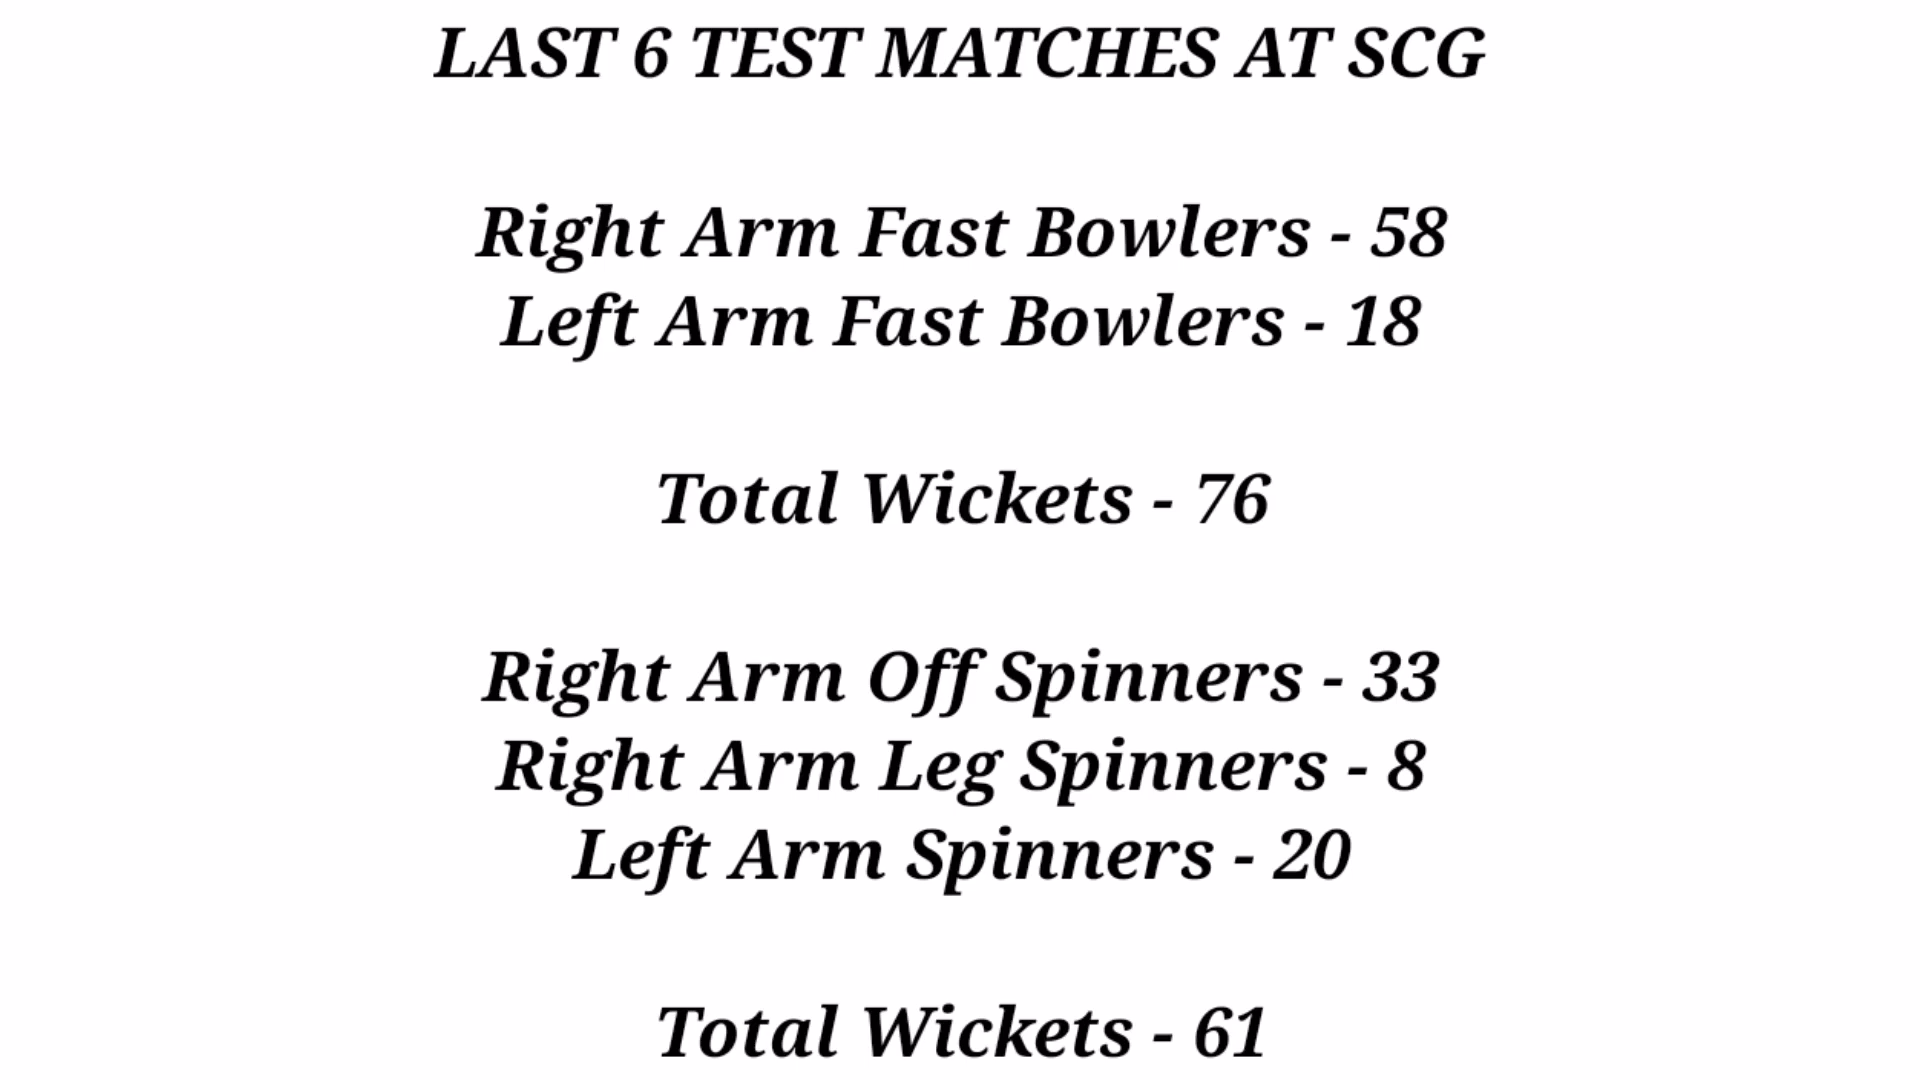 LAST 6 TEST MATCHES AT SCG
Right Arm Fast Bowlers - 58
Left Arm Fast Bowlers - 18
Total Wickets - 76
Right Arm Off Spinners - 33
Right Arm Leg Spinners - 8
Left Arm Spinners - 20
Total Wickets - 61